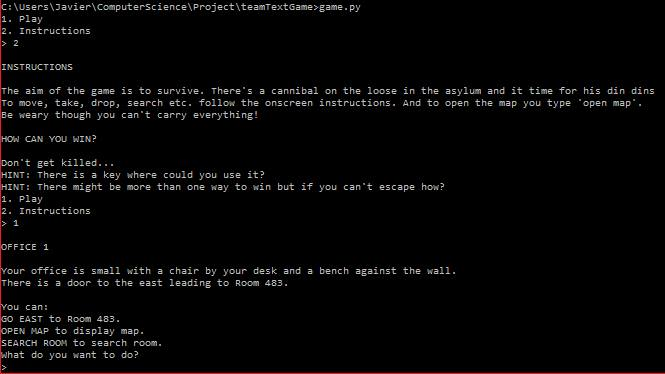 C:\Users\Javier\ComputerScience\Project\teamTextGame>game.py
1. Play
2. Instructions
> 2
INSTRUCTIONS
The aim of the game is to survive. There's a cannibal on the loose in the asylum and it time for his din dins
To move, take, drop, search etc. follow the onscreen instructions. And to open the map you type 'open map'.
Be weary though you can't carry everything!
HOW CAN YOU WIN?
Don't get killed...
HINT: There is a key where could you use it?
HINT: There might be more than one way to win but if you can't escape how?
1. Play
2. Instructions
> 1
OFFICE 1
Your office is small with a chair by your desk and a bench against the wall.
There is a door to the east leading to Room 483.
You can:
GO EAST to Room 483.
OPEN MAP to display map.
SEARCH ROOM to search room.
What do you want to do?
>